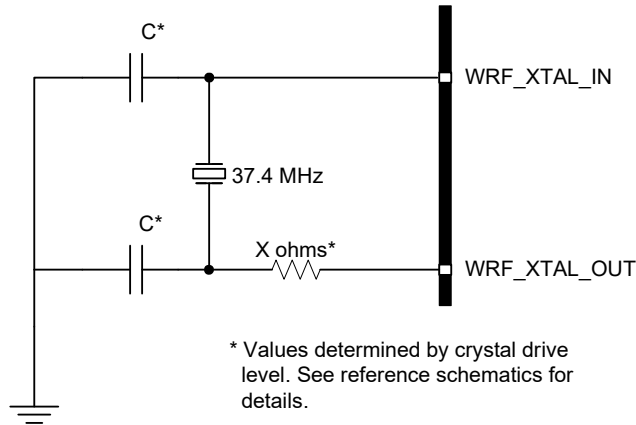 C*
WRF_XTAL_IN
37.4 MHz
C*
X ohms*
WRF_XTAL_OUT
* Values determined by crystal drive
level. See reference schematics for
details.